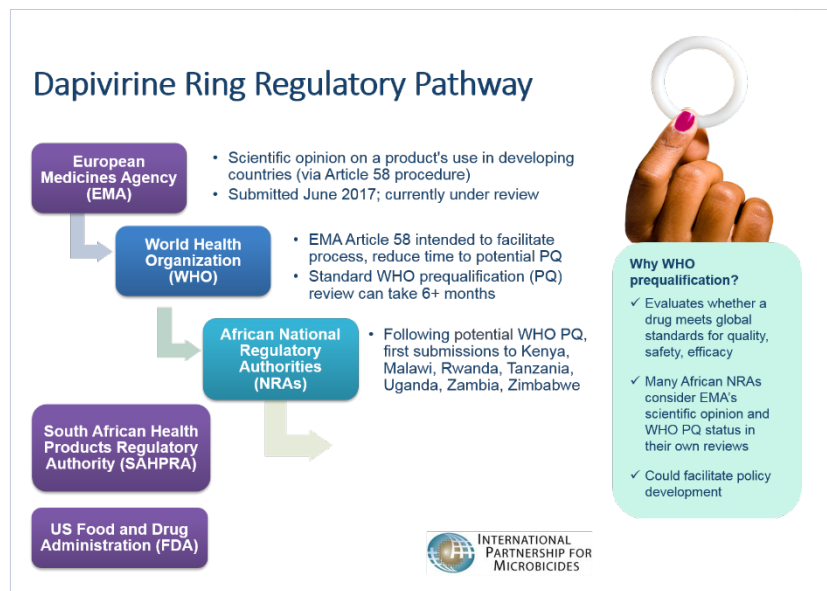 Dapivirine Ring Regulatory Pathway
European
Medicines Agency
(EMA)
• Scientific opinion on a product's use in developing
countries (via Article 58 procedure)
• Submitted June 2017; currently under review
World Health
Organization
(WHO)
• EMA Article 58 intended to facilitate
process, reduce time to potential PQ
• Standard WHO prequalification (PQ)
review can take 6+ months
African National
Regulatory
Authorities
(NRAs)
• Following potential WHO PQ,
first submissions to Kenya,
Malawi, Rwanda, Tanzania,
Uganda, Zambia, Zimbabwe
South African Health
Products Regulatory
Authority (SAHPRA)
US Food and Drug
Administration (FDA)
Why WHO
prequalification?
✓ Evaluates whether a
drug meets global
standards for quality,
safety, efficacy
✓ Many African NRAs
consider EMA's
scientific opinion and
WHO PQ status in
their own reviews
✓ Could facilitate policy
development
INTERNATIONAL
PARTNERSHIP FOR
MICROBICIDES